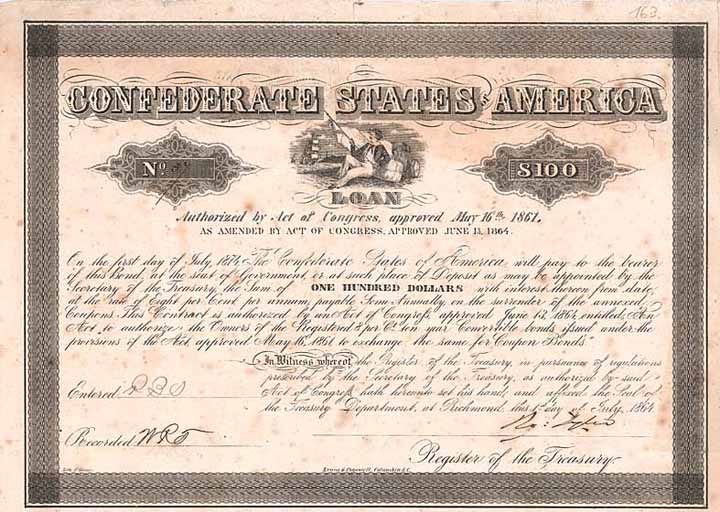 163.
CONFEDERATE STATES of AMERICA
No
$100
LOAN
Authorized by Act of Congress, approved May 16th 1861,
AS AMENDED BY ACT OF CONGRESS, APPROVED JUNE 13, 1864.
On the first day of July, 1874, The Confederate States of America, will pay to the bearer
of this Bond, at the seat of Government, or at such place of Deposit as may be appointed by the
Secretary of the Treasury, the Sum of ONE HUNDRED DOLLARS with interest thereon from date,
at the rate of Eight per Cent per annum, payable Semi Annually on the surrender of the annexed
Coupons. This Contract is authorized by an Act of Congress, approved June 13, 1864, entitled, "An
Act to authorize the Owners of the Registered 8 per Ct. ten year Convertible bonds, issued under the
provisions of the Act approved May 16, 1861 to exchange the same for Coupon Bonds"
In Witness whereof, the Register of the Treasury, in pursuance of regulations
prescribed by the Secretary of the Treasury, as authorized by said
Act of Congress hath hereunto set his hand, and affixed the Seal of
the Treasury Department, at Richmond, this 1st day of July, 1864
Entered
Recorded
Register of the Treasury.
Evans & Cogswell, Columbia S.C.